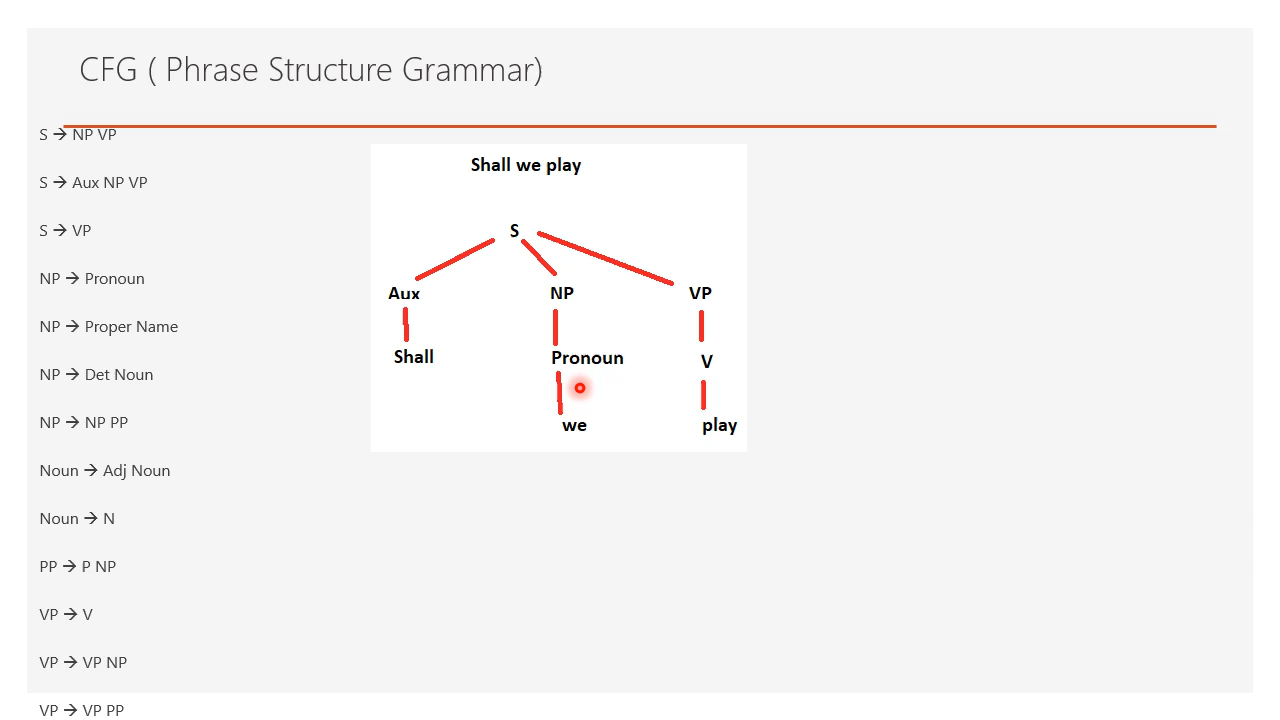 CFG ( Phrase Structure Grammar)
S → NP VP
S → Aux NP VP
S → VP
NP → Pronoun
NP → Proper Name
NP → Det Noun
NP → NP PP
Noun → Adj Noun
Noun → N
PP → P NP
VP → V
VP → VP NP
VP → VP PP
Shall we play
S
Aux NP VP
Shall Pronoun V
we play